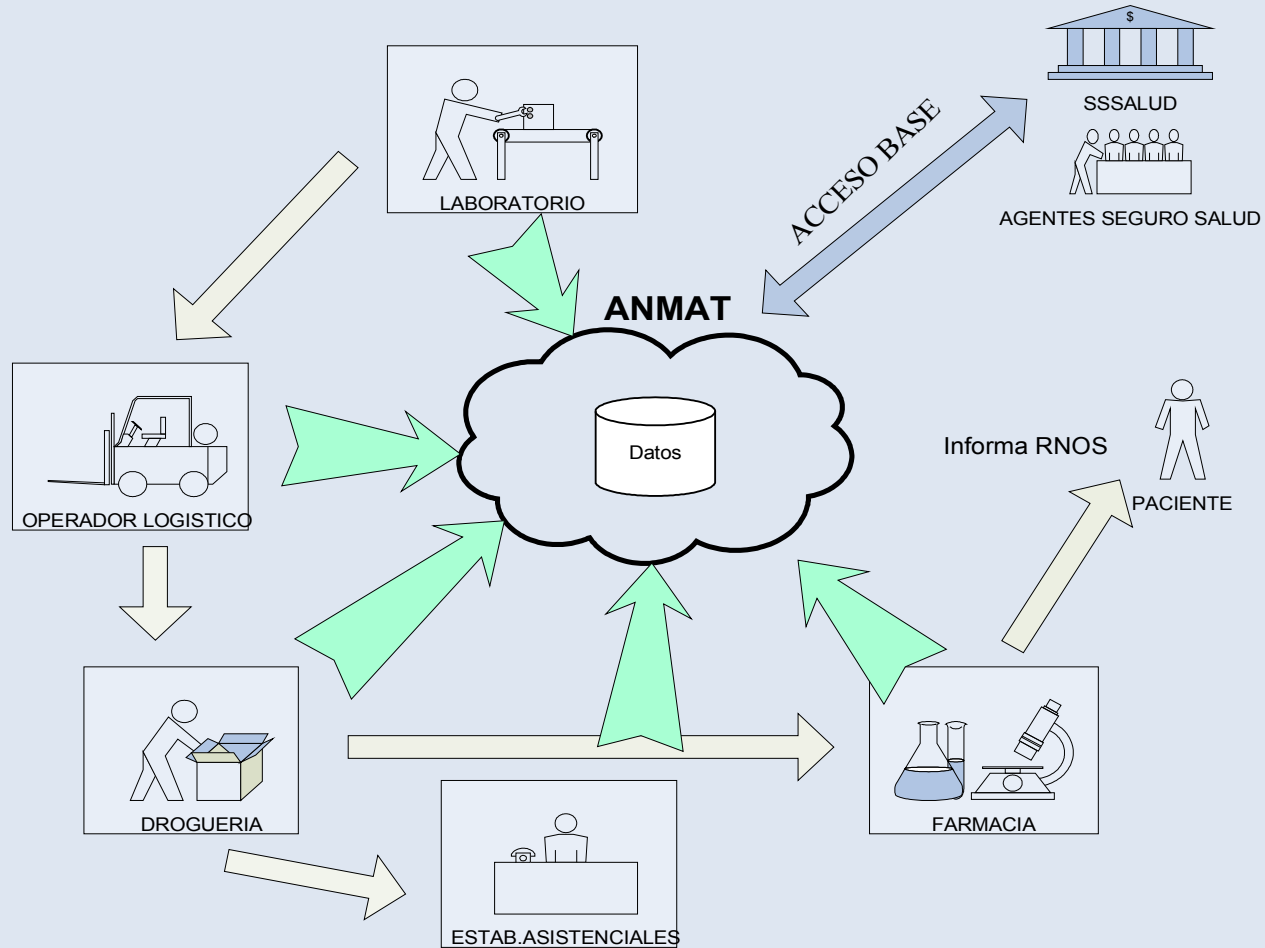 $
SSSALUD
LABORATORIO
ACCESO BASE
AGENTES SEGURO SALUD
ANMAT
Datos
Informa RNOS
PACIENTE
OPERADOR LOGISTICO
DROGUERIA
FARMACIA
ESTAB.ASISTENCIALES